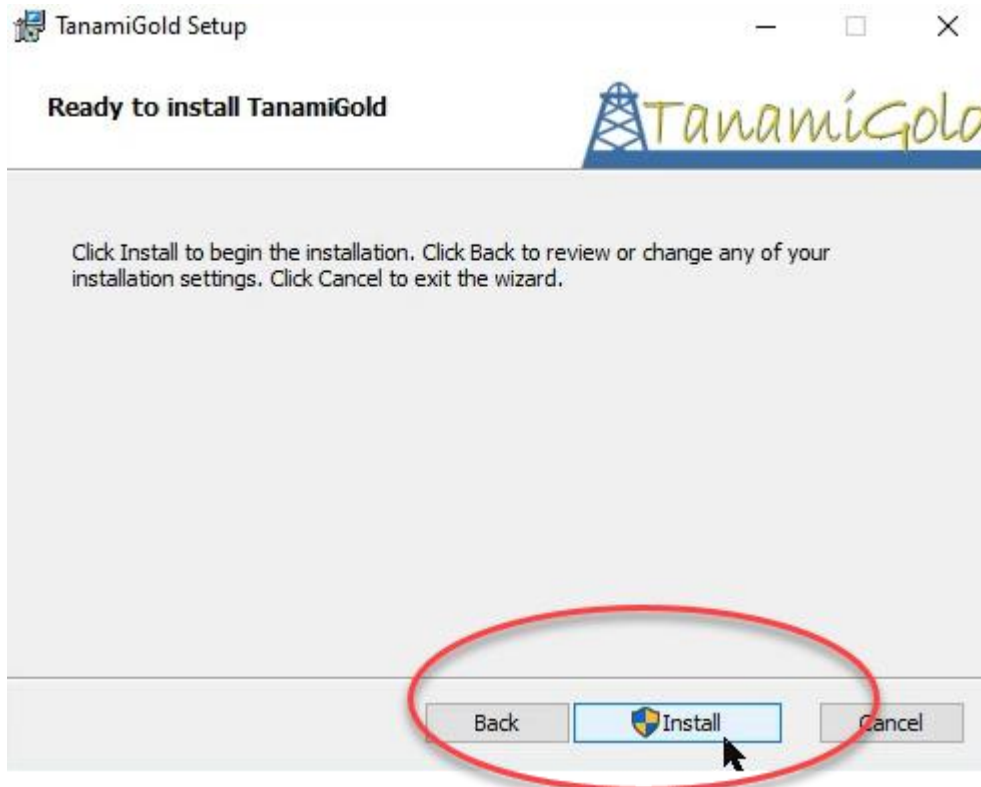 TanamiGold Setup
Ready to install TanamiGold
TanamiGold
Click Install to begin the installation. Click Back to review or change any of your
installation settings. Click Cancel to exit the wizard.
Back Install Cancel